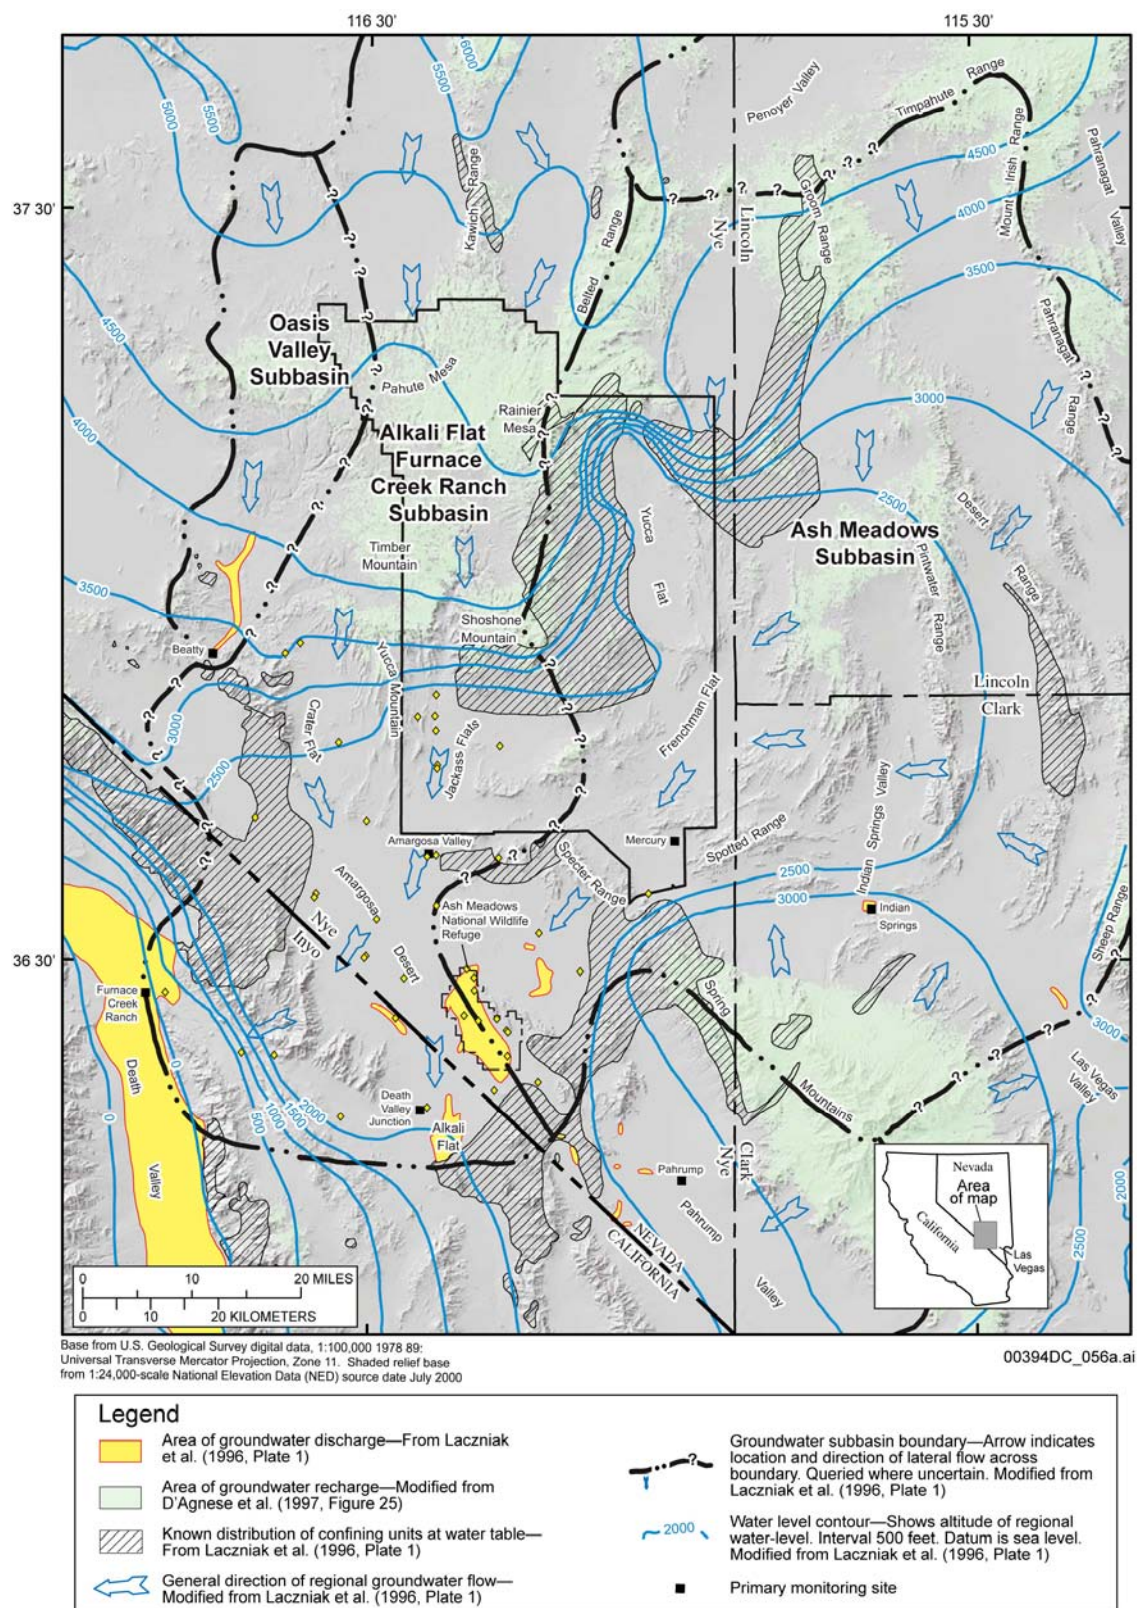 116 30'
115 30'
37 30'
36 30'
5000
5500
5500
6000
Kawich Range
Belted Range
Penoyer Valley
Timpahute Range
Groom Range
Mount Irish Range
Pahranagat Valley
4500
4000
3500
Lincoln
Nye
Pahranagat Range
4500
Oasis
Valley
Subbasin
Pahute Mesa
Rainier
Mesa
3000
4000
Alkali Flat
Furnace
Creek Ranch
Subbasin
2500
Desert Range
Ash Meadows
Subbasin
Yucca Flat
Pintwater Range
Timber
Mountain
3500
Shoshone
Mountain
Beatty
Yucca Mountain
Lincoln
Clark
3000
Crater Flat
2500
Jackass Flats
Frenchman Flat
Indian Springs Valley
Amargosa Valley
Mercury
Spotted Range
Specter Range
2500
3000
Amargosa Desert
Ash Meadows
National Wildlife
Refuge
Indian
Springs
Sheep Range
Nye
Inyo
Furnace
Creek
Ranch
Spring Mountains
3000
Las Vegas
Valley
Death Valley
0
0
500
1000
1500
2000
Death
Valley
Junction
Alkali
Flat
Clark
Nye
Pahrump
Pahrump Valley
2000
2500
NEVADA
CALIFORNIA
Nevada
Area
of map
California
Las
Vegas
0 10 20 MILES
0 10 20 KILOMETERS
Base from U.S. Geological Survey digital data, 1:100,000 1978 89:
Universal Transverse Mercator Projection, Zone 11. Shaded relief base
from 1:24,000-scale National Elevation Data (NED) source date July 2000
00394DC_056a.ai
Legend
Area of groundwater discharge—From Laczniak
et al. (1996, Plate 1)
Area of groundwater recharge—Modified from
D'Agnese et al. (1997, Figure 25)
Known distribution of confining units at water table—
From Laczniak et al. (1996, Plate 1)
General direction of regional groundwater flow—
Modified from Laczniak et al. (1996, Plate 1)
?
Groundwater subbasin boundary—Arrow indicates
location and direction of lateral flow across
boundary. Queried where uncertain. Modified from
Laczniak et al. (1996, Plate 1)
2000
Water level contour—Shows altitude of regional
water-level. Interval 500 feet. Datum is sea level.
Modified from Laczniak et al. (1996, Plate 1)
Primary monitoring site